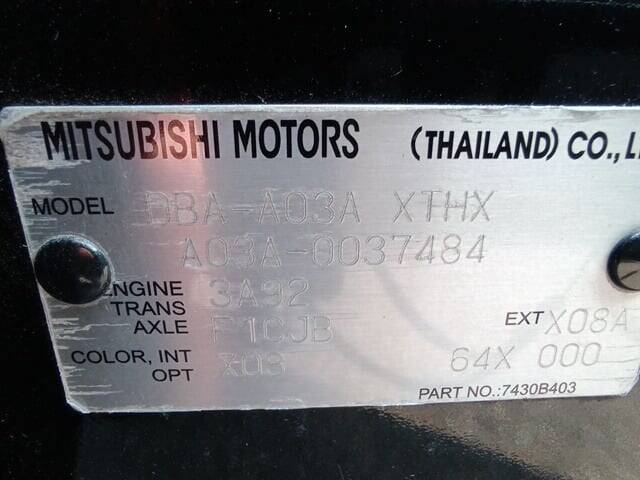 MITSUBISHI MOTORS (THAILAND) CO., L
MODEL DBA-A03A XTHX
A03A-0037484
ENGINE 3A92
TRANS AXLE F1CJB EXT X08A
COLOR, INT OPT X03 64X 000
PART NO.:7430B403